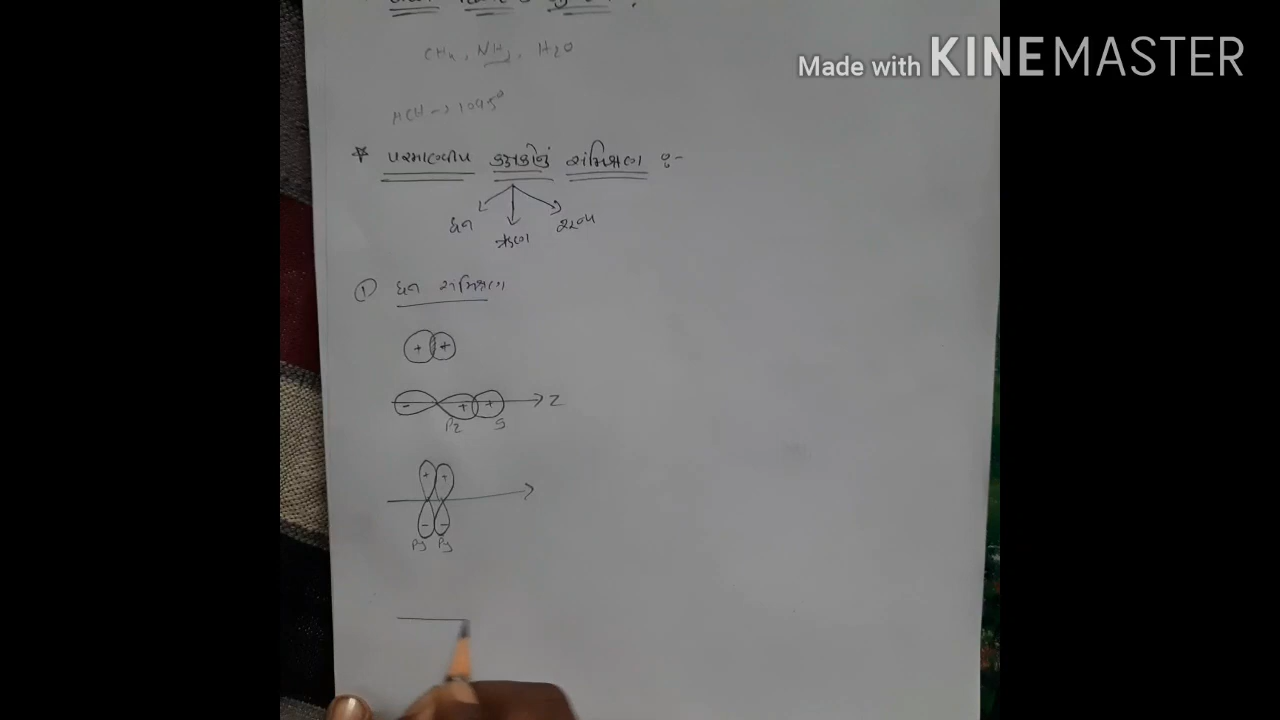 Made with KINEMASTER
CH4, NH3, H2O
HCH → 109.5°
* પરમાણ્વીય કક્ષકોનું સંમિશ્રણ :-
ધન ઋણ શૂન્ય
① ધન સંમિશ્રણ
+ +
- + + Z
Pz S
+ +
- -
Py Py